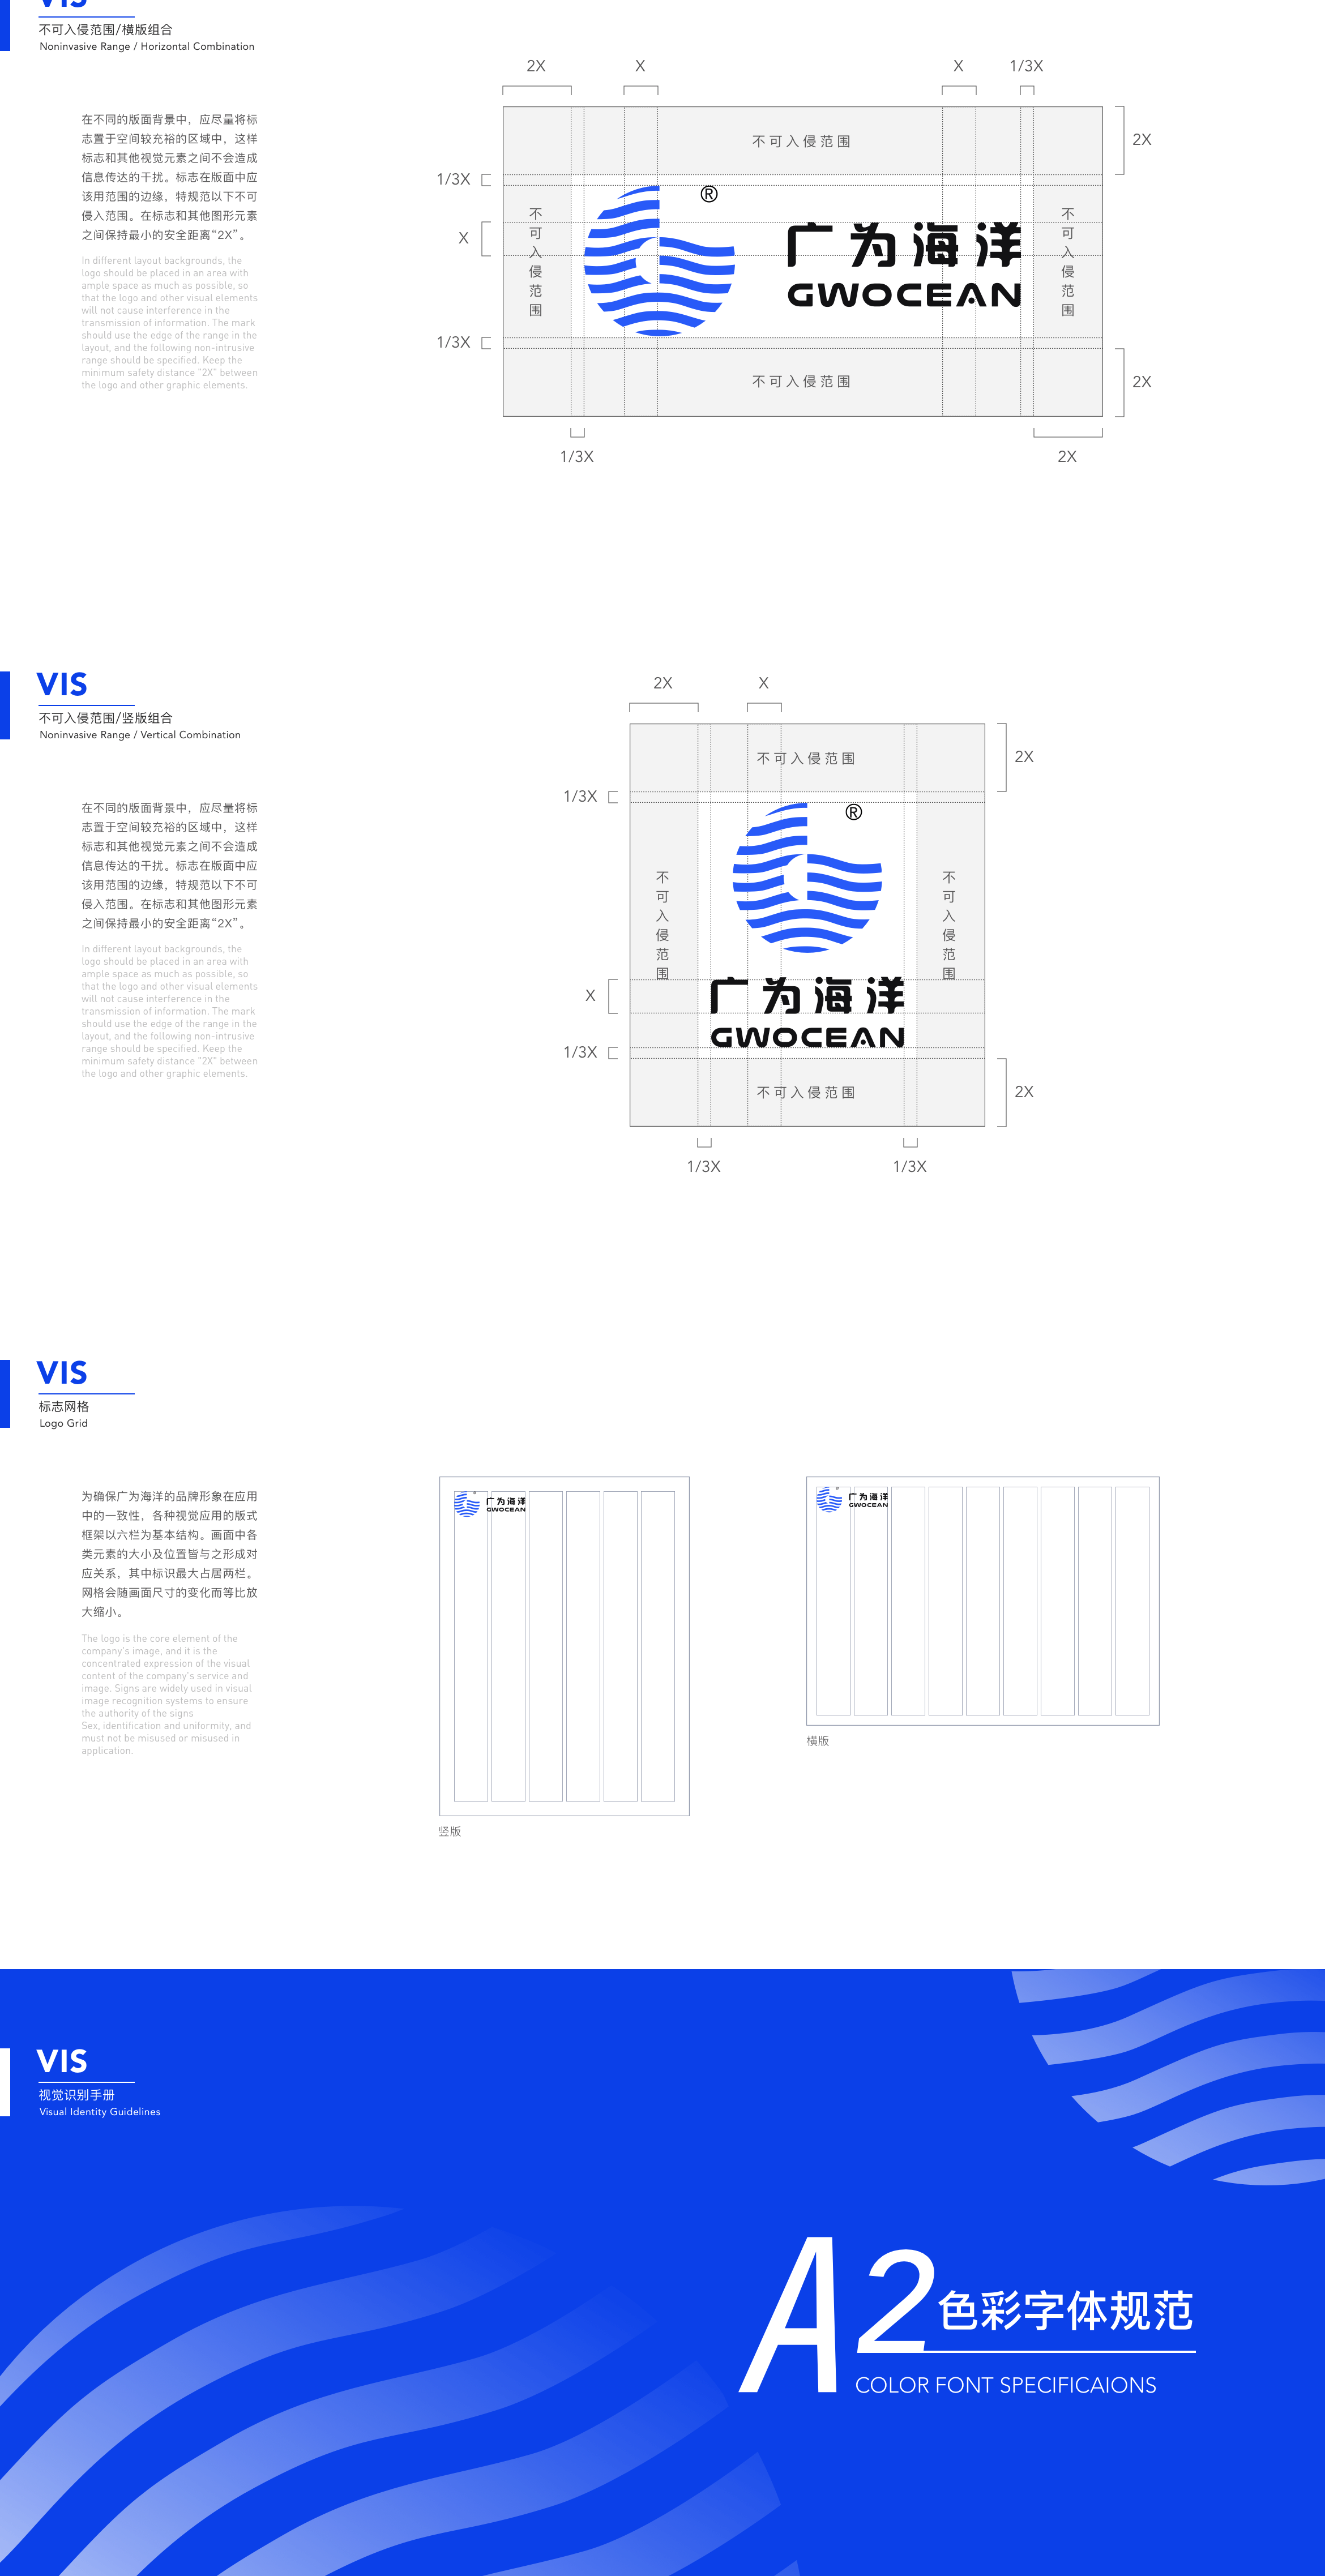 VIS
不可入侵范围/横版组合
Noninvasive Range / Horizontal Combination
在不同的版面背景中，应尽量将标
志置于空间较充裕的区域中，这样
标志和其他视觉元素之间不会造成
信息传达的干扰。标志在版面中应
该用范围的边缘，特规范以下不可
侵入范围。在标志和其他图形元素
之间保持最小的安全距离“2X”。
In different layout backgrounds, the
logo should be placed in an area with
ample space as much as possible, so
that the logo and other visual elements
will not cause interference in the
transmission of information. The mark
should use the edge of the range in the
layout, and the following non-intrusive
range should be specified. Keep the
minimum safety distance "2X" between
the logo and other graphic elements.
2X
X
X
1/3X
不可入侵范围
2X
1/3X
®
不可入侵范围
X
广为海洋
GWOCEAN
不可入侵范围
1/3X
不可入侵范围
2X
1/3X
2X
VIS
不可入侵范围/竖版组合
Noninvasive Range / Vertical Combination
在不同的版面背景中，应尽量将标
志置于空间较充裕的区域中，这样
标志和其他视觉元素之间不会造成
信息传达的干扰。标志在版面中应
该用范围的边缘，特规范以下不可
侵入范围。在标志和其他图形元素
之间保持最小的安全距离“2X”。
In different layout backgrounds, the
logo should be placed in an area with
ample space as much as possible, so
that the logo and other visual elements
will not cause interference in the
transmission of information. The mark
should use the edge of the range in the
layout, and the following non-intrusive
range should be specified. Keep the
minimum safety distance "2X" between
the logo and other graphic elements.
2X
X
不可入侵范围
2X
1/3X
®
不可入侵范围
不可入侵范围
X
广为海洋
GWOCEAN
1/3X
不可入侵范围
2X
1/3X
1/3X
VIS
标志网格
Logo Grid
为确保广为海洋的品牌形象在应用
中的一致性，各种视觉应用的版式
框架以六栏为基本结构。画面中各
类元素的大小及位置皆与之形成对
应关系，其中标识最大占居两栏。
网格会随画面尺寸的变化而等比放
大缩小。
The logo is the core element of the
company's image, and it is the
concentrated expression of the visual
content of the company's service and
image. Signs are widely used in visual
image recognition systems to ensure
the authority of the signs
Sex, identification and uniformity, and
must not be misused or misused in
application.
®
广为海洋
GWOCEAN
竖版
®
广为海洋
GWOCEAN
横版
VIS
视觉识别手册
Visual Identity Guidelines
A2色彩字体规范
COLOR FONT SPECIFICAIONS